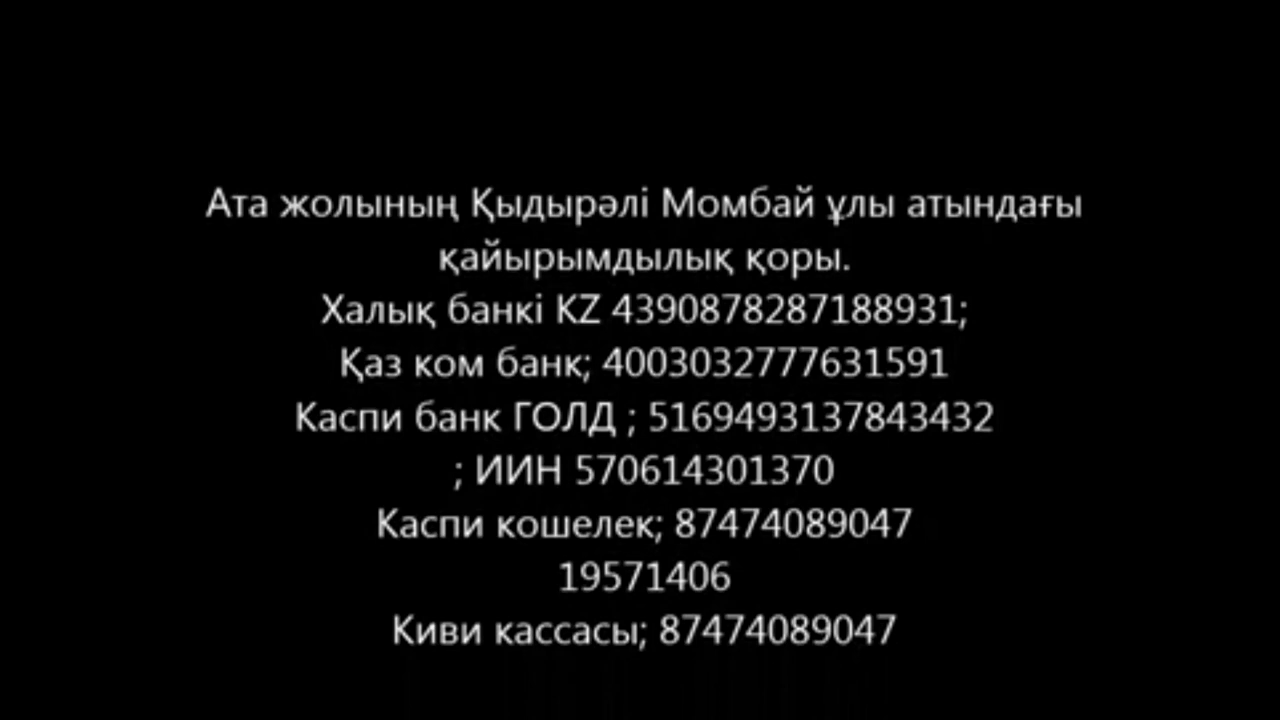 Ата жолының Қыдырәлі Момбай ұлы атындағы
қайырымдылық қоры.
Халық банкі KZ 4390878287188931;
Қаз ком банк; 4003032777631591
Каспи банк ГОЛД ; 5169493137843432
; ИИН 570614301370
Каспи кошелек; 87474089047
19571406
Киви кассасы; 87474089047